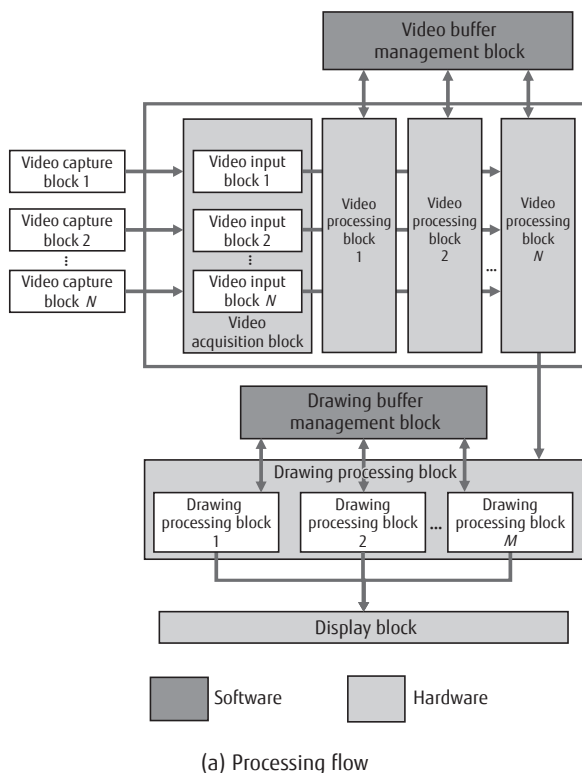 Video buffer
management block
Video capture
block 1
Video capture
block 2
⋮
Video capture
block N
Video input
block 1
Video input
block 2
⋮
Video input
block N
Video
acquisition block
Video
processing
block
1
Video
processing
block
2
...
Video
processing
block
N
Drawing buffer
management block
Drawing processing block
Drawing
processing block
1
Drawing
processing block
2
...
Drawing
processing block
M
Display block
Software
Hardware
(a) Processing flow